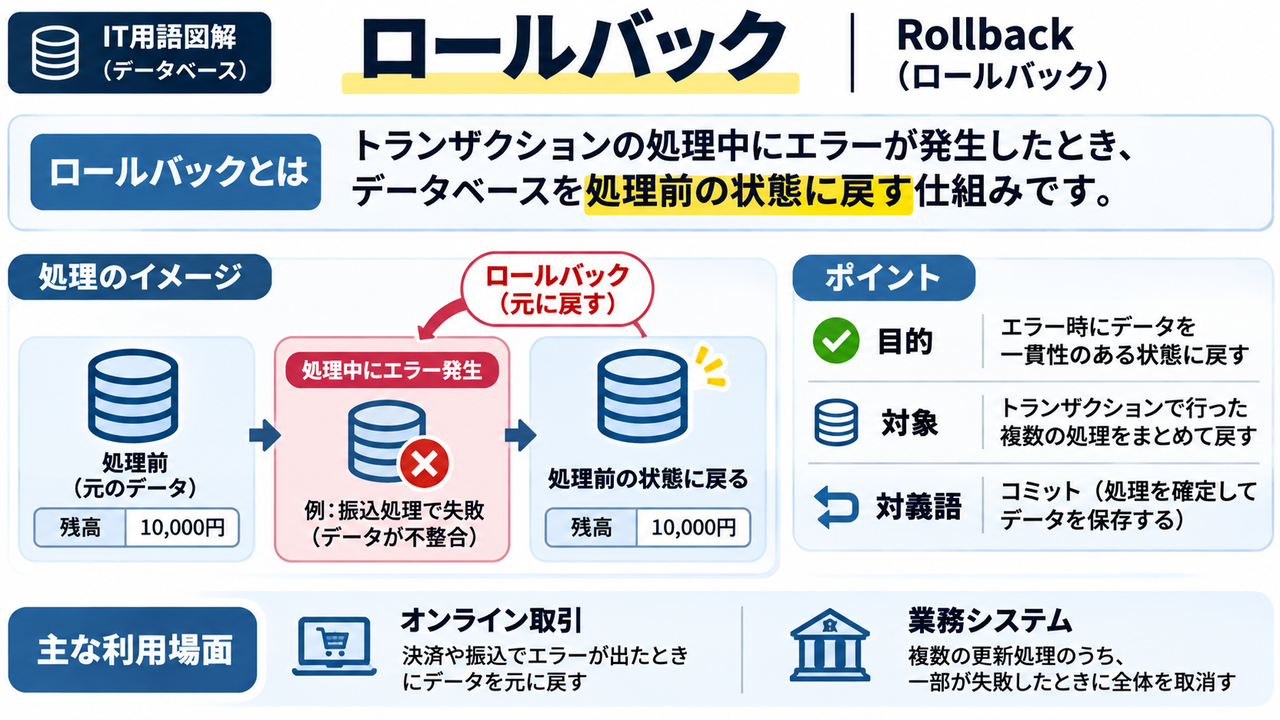 IT用語図解
（データベース）
ロールバック
Rollback
（ロールバック）
ロールバックとは
トランザクションの処理中にエラーが発生したとき、
データベースを処理前の状態に戻す仕組みです。
処理のイメージ
ロールバック
（元に戻す）
処理前
（元のデータ）
残高 10,000円
処理中にエラー発生
例：振込処理で失敗
（データが不整合）
処理前の状態に戻る
残高 10,000円
ポイント
目的
エラー時にデータを
一貫性のある状態に戻す
対象
トランザクションで行った
複数の処理をまとめて戻す
対義語
コミット（処理を確定して
データを保存する）
主な利用場面
オンライン取引
決済や振込でエラーが出たとき
にデータを元に戻す
業務システム
複数の更新処理のうち、
一部が失敗したときに全体を取消す